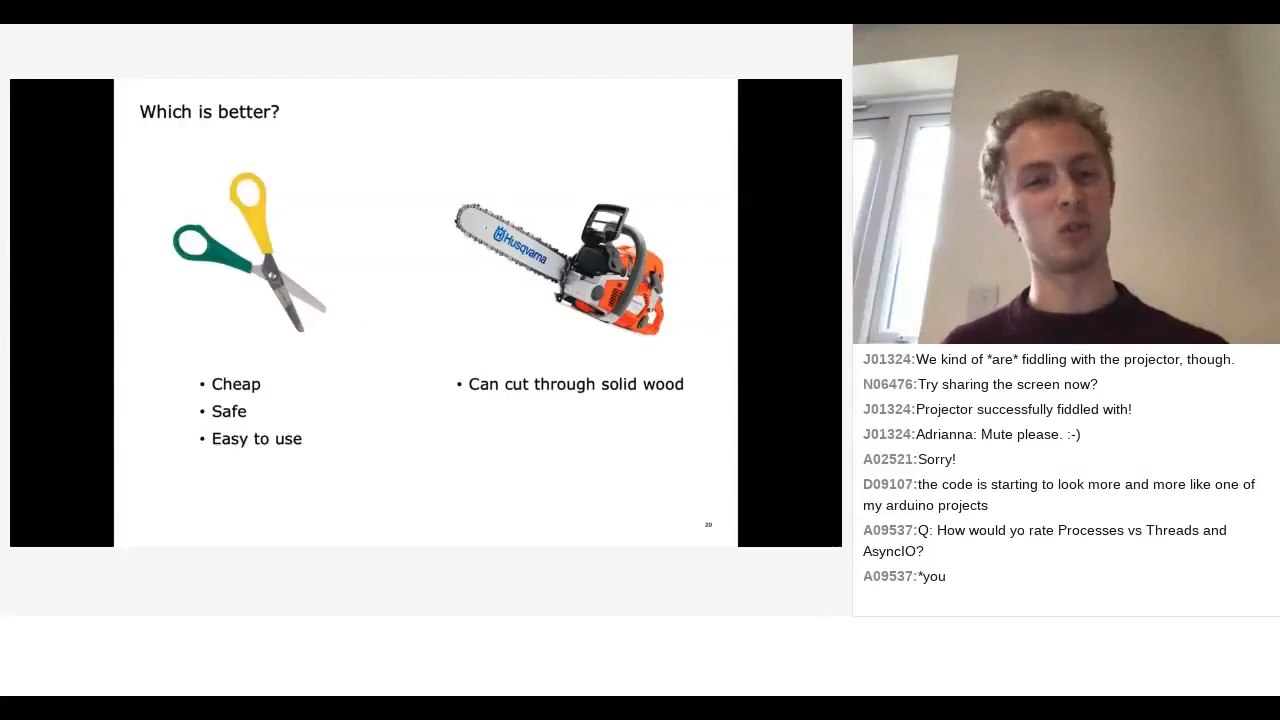 Which is better?
Husqvarna
• Cheap
• Safe
• Easy to use
• Can cut through solid wood
20
J01324:We kind of *are* fiddling with the projector, though.
N06476:Try sharing the screen now?
J01324:Projector successfully fiddled with!
J01324:Adrianna: Mute please. :-)
A02521:Sorry!
D09107:the code is starting to look more and more like one of
my arduino projects
A09537:Q: How would yo rate Processes vs Threads and
AsyncIO?
A09537:*you